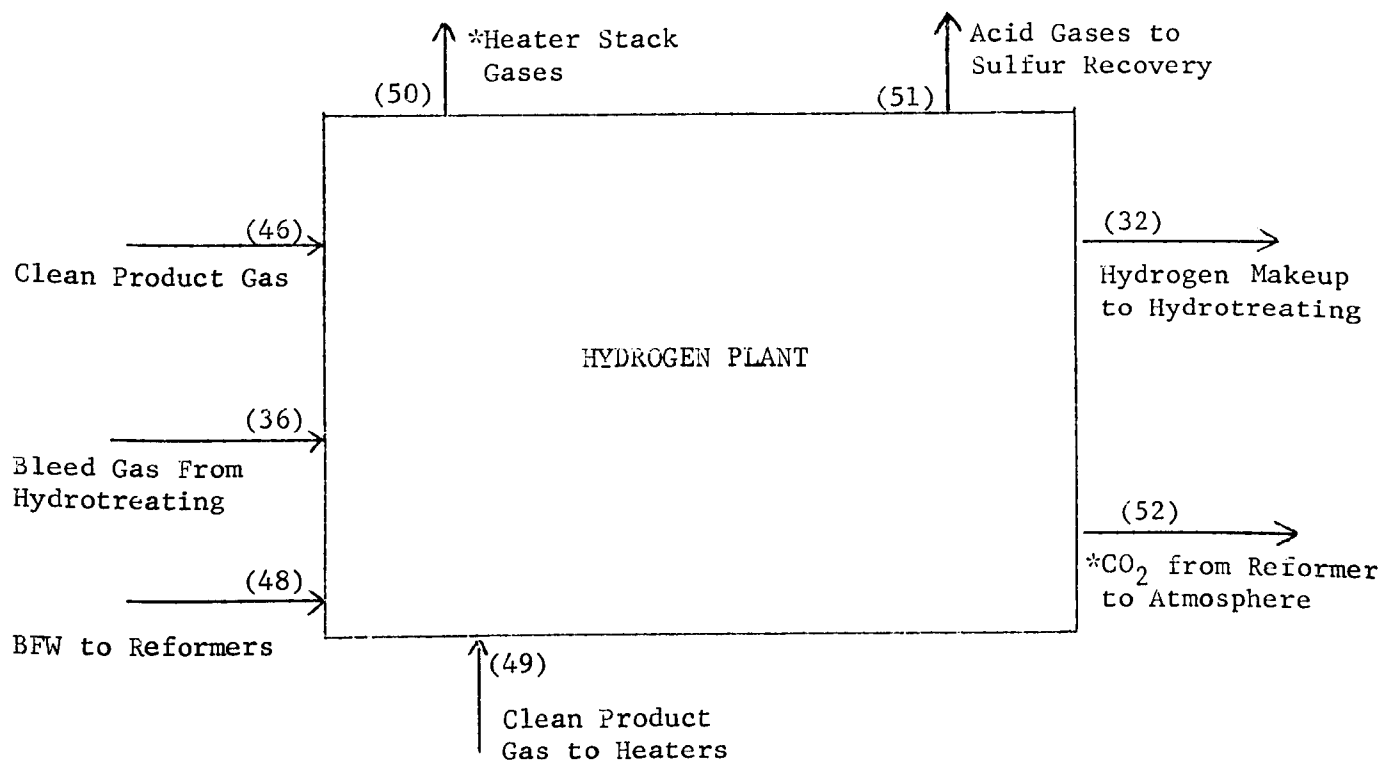 *Heater Stack
Gases
(50)
Acid Gases to
Sulfur Recovery
(51)
(46)
Clean Product Gas
(32)
Hydrogen Makeup
to Hydrotreating
HYDROGEN PLANT
(36)
Bleed Gas From
Hydrotreating
(52)
*CO₂ from Reformer
to Atmosphere
(48)
BFW to Reformers
(49)
Clean Product
Gas to Heaters